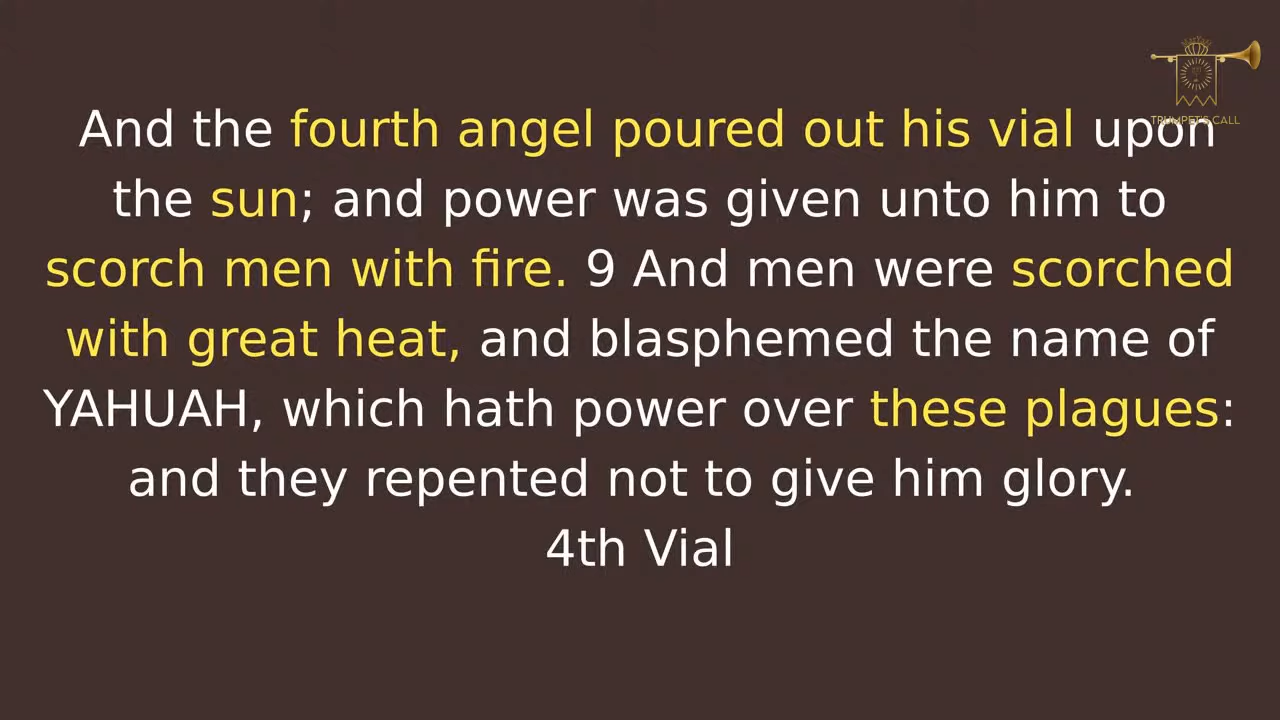 TRUMPET'S CALL
And the fourth angel poured out his vial upon
the sun; and power was given unto him to
scorch men with fire. 9 And men were scorched
with great heat, and blasphemed the name of
YAHUAH, which hath power over these plagues:
and they repented not to give him glory.
4th Vial